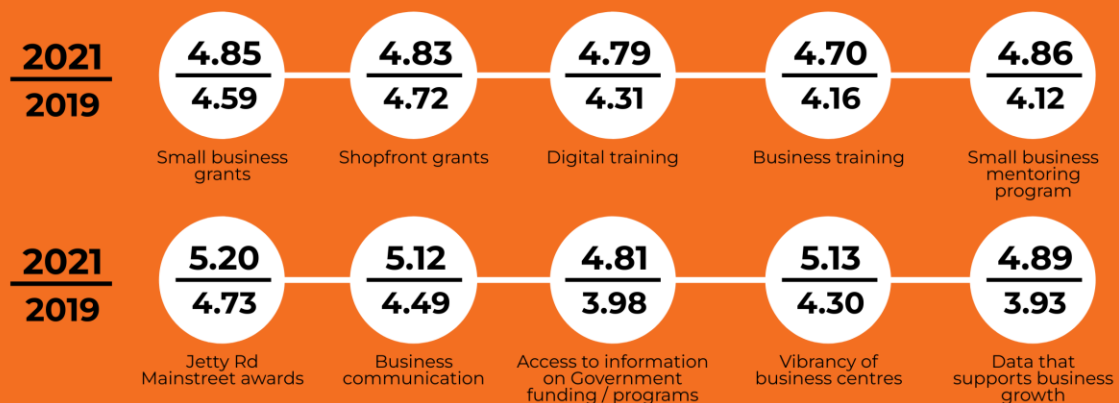 2021
2019
4.85
4.59
Small business
grants
4.83
4.72
Shopfront grants
4.79
4.31
Digital training
4.70
4.16
Business training
4.86
4.12
Small business
mentoring
program
2021
2019
5.20
4.73
Jetty Rd
Mainstreet awards
5.12
4.49
Business
communication
4.81
3.98
Access to information
on Government
funding / programs
5.13
4.30
Vibrancy of
business centres
4.89
3.93
Data that
supports business
growth